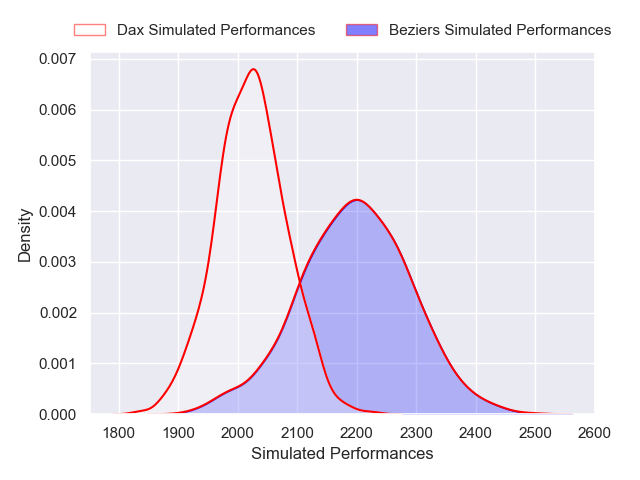 Dax Simulated Performances
Beziers Simulated Performances
0.007
0.006
0.005
0.004
0.003
0.002
0.001
0.000
Density
1800 1900 2000 2100 2200 2300 2400 2500 2600
Simulated Performances